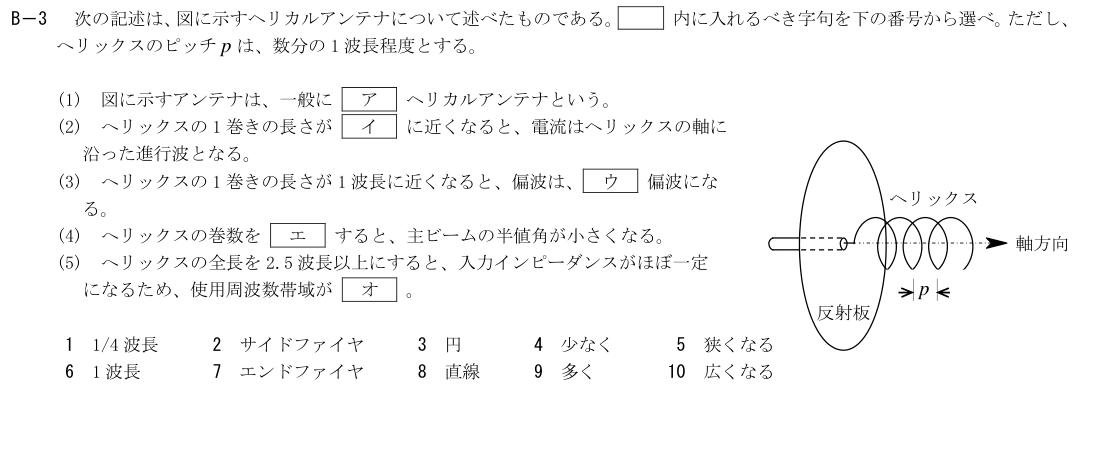 B－3 次の記述は、図に示すヘリカルアンテナについて述べたものである。 内に入れるべき字句を下の番号から選べ。ただし、
ヘリックスのピッチ p は、数分の1波長程度とする。
(1) 図に示すアンテナは、一般に ア ヘリカルアンテナという。
(2) ヘリックスの1巻きの長さが イ に近くなると、電流はヘリックスの軸に
沿った進行波となる。
(3) ヘリックスの1巻きの長さが1波長に近くなると、偏波は、 ウ 偏波にな
る。
(4) ヘリックスの巻数を エ すると、主ビームの半値角が小さくなる。
(5) ヘリックスの全長を2.5波長以上にすると、入力インピーダンスがほぼ一定
になるため、使用周波数帯域が オ 。
ヘリックス
軸方向
p
反射板
1 1/4波長 2 サイドファイヤ 3 円 4 少なく 5 狭くなる
6 1波長 7 エンドファイヤ 8 直線 9 多く 10 広くなる